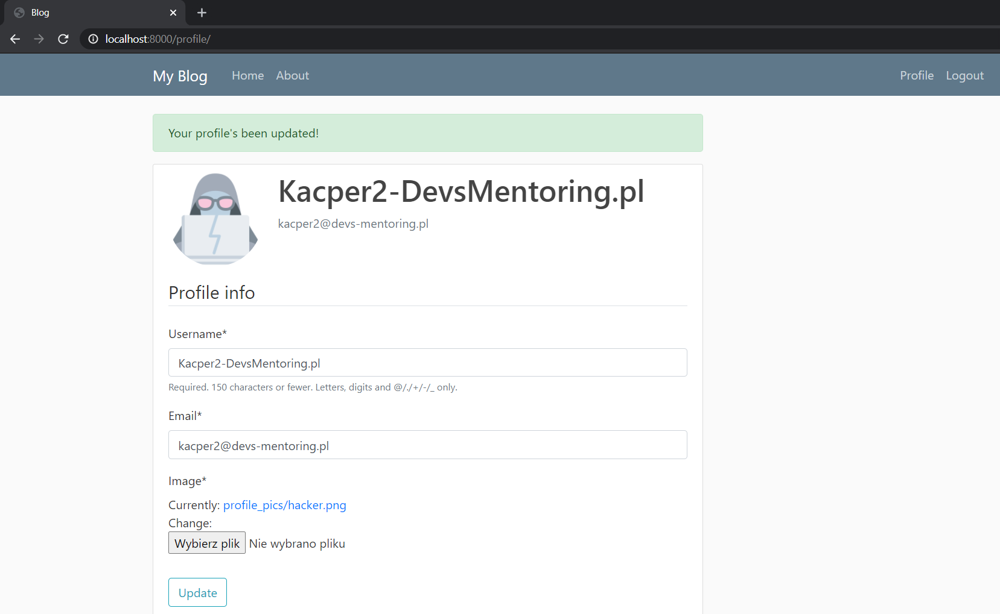 Blog
localhost:8000/profile/
My Blog Home About Profile Logout
Your profile's been updated!
Kacper2-DevsMentoring.pl
kacper2@devs-mentoring.pl
Profile info
Username*
Kacper2-DevsMentoring.pl
Required. 150 characters or fewer. Letters, digits and @/./+/-/_ only.
Email*
kacper2@devs-mentoring.pl
Image*
Currently: profile_pics/hacker.png
Change:
Wybierz plik Nie wybrano pliku
Update